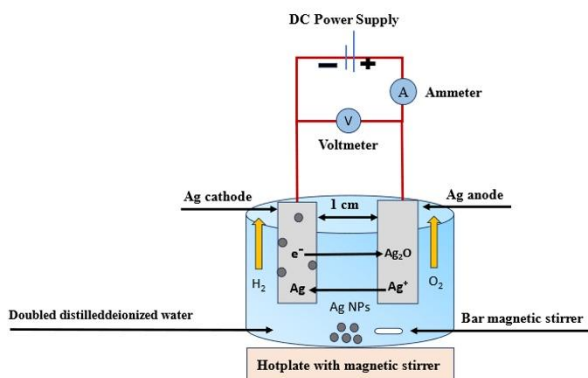 DC Power Supply
− +
A
Ammeter
V
Voltmeter
Ag cathode
1 cm
Ag anode
e⁻
Ag₂O
H₂
O₂
Ag
Ag⁺
Ag NPs
Doubled distilleddeionized water
Bar magnetic stirrer
Hotplate with magnetic stirrer